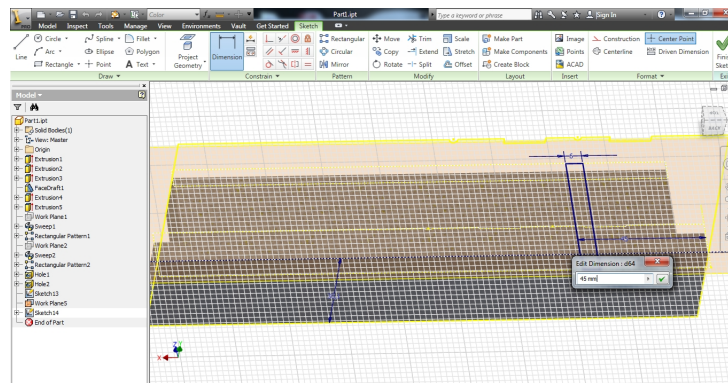 Color
Part1.ipt
Type a keyword or phrase
Sign In
Model Inspect Tools Manage View Environments Vault Get Started Sketch
Line
Circle
Arc
Rectangle
Spline
Ellipse
Point
Fillet
Polygon
Text
Project Geometry
Dimension
Rectangular
Circular
Mirror
Move
Copy
Rotate
Trim
Extend
Split
Scale
Stretch
Offset
Make Part
Make Components
Create Block
Image
Points
ACAD
Construction
Centerline
Center Point
Driven Dimension
Draw
Constrain
Pattern
Modify
Layout
Insert
Format
Model
Part1.ipt
Solid Bodies(1)
View: Master
Origin
Extrusion1
Extrusion2
Extrusion3
FaceDraft1
Extrusion4
Extrusion5
Work Plane1
Sweep1
Rectangular Pattern1
Work Plane2
Sweep2
Rectangular Pattern2
Hole1
Hole2
Sketch13
Work Plane5
Sketch14
End of Part
6
BACK
Edit Dimension : d64
45 mm
X
Z